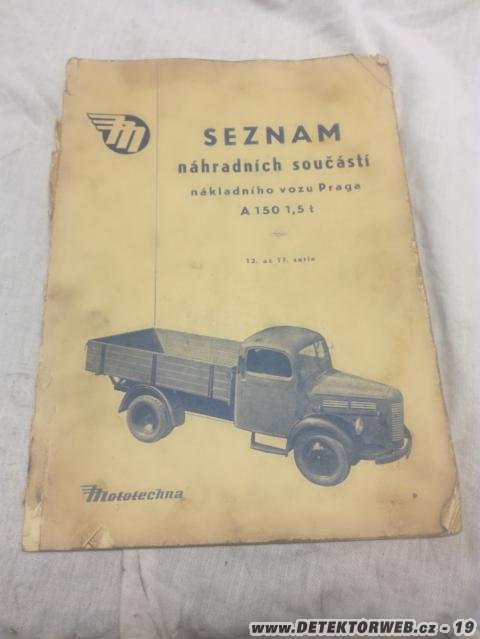 M
SEZNAM
náhradních součástí
nákladního vozu Praga
A 150 1,5 t
12. až 17. serie
Mototechna
www.DETEKTORWEB.cz - 19